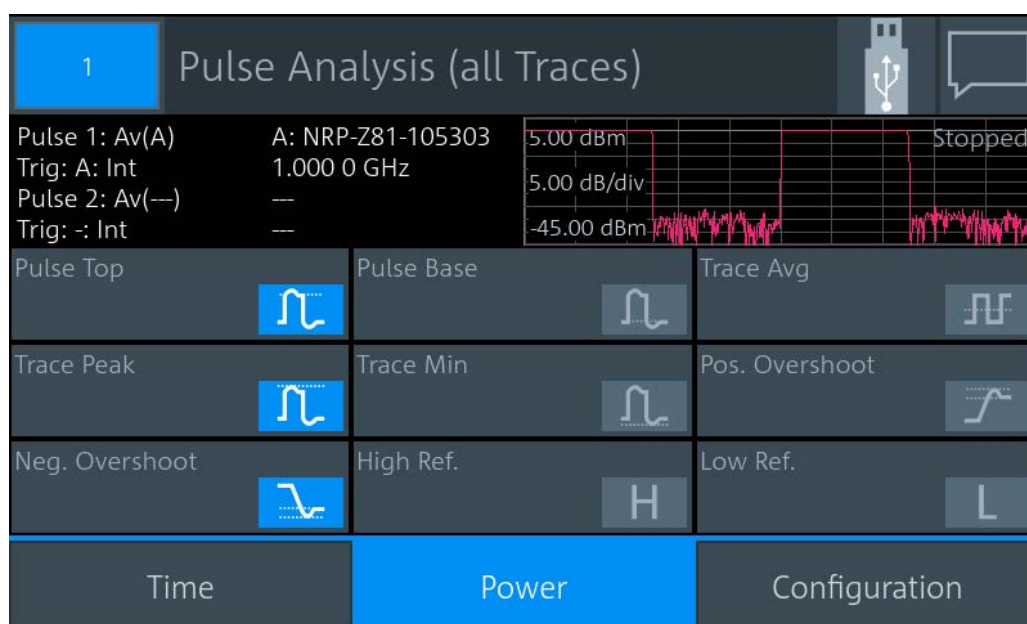 1
Pulse Analysis (all Traces)
Pulse 1: Av(A)
Trig: A: Int
Pulse 2: Av(---)
Trig: -: Int
A: NRP-Z81-105303
1.000 0 GHz
---
---
5.00 dBm
Stopped
5.00 dB/div
-45.00 dBm
Pulse Top
Pulse Base
Trace Avg
Trace Peak
Trace Min
Pos. Overshoot
Neg. Overshoot
High Ref.
H
Low Ref.
L
Time
Power
Configuration